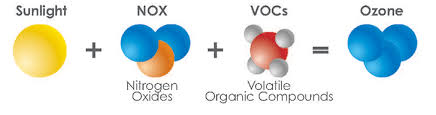 Sunlight + NOX + VOCs = Ozone
Nitrogen Oxides
Volatile Organic Compounds